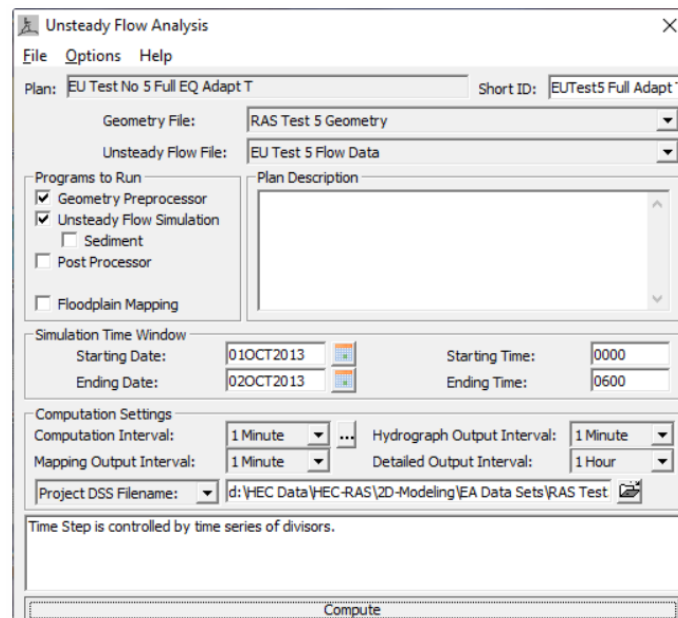 Unsteady Flow Analysis
File Options Help
Plan: EU Test No 5 Full EQ Adapt T Short ID: EUTest5 Full Adapt T
Geometry File: RAS Test 5 Geometry
Unsteady Flow File: EU Test 5 Flow Data
Programs to Run Plan Description
Geometry Preprocessor
Unsteady Flow Simulation
Sediment
Post Processor
Floodplain Mapping
Simulation Time Window
Starting Date: 01OCT2013 Starting Time: 0000
Ending Date: 02OCT2013 Ending Time: 0600
Computation Settings
Computation Interval: 1 Minute ... Hydrograph Output Interval: 1 Minute
Mapping Output Interval: 1 Minute Detailed Output Interval: 1 Hour
Project DSS Filename: d:\HEC Data\HEC-RAS\2D-Modeling\EA Data Sets\RAS Test
Time Step is controlled by time series of divisors.
Compute